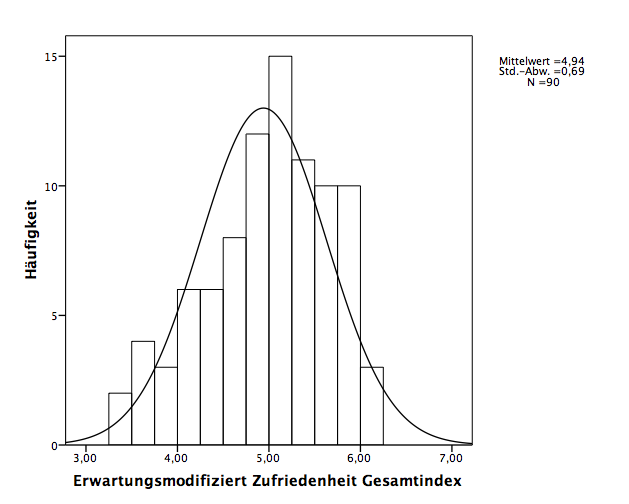 Mittelwert =4,94
Std.-Abw. =0,69
N =90
Häufigkeit
15
10
5
0
3,00 4,00 5,00 6,00 7,00
Erwartungsmodifiziert Zufriedenheit Gesamtindex